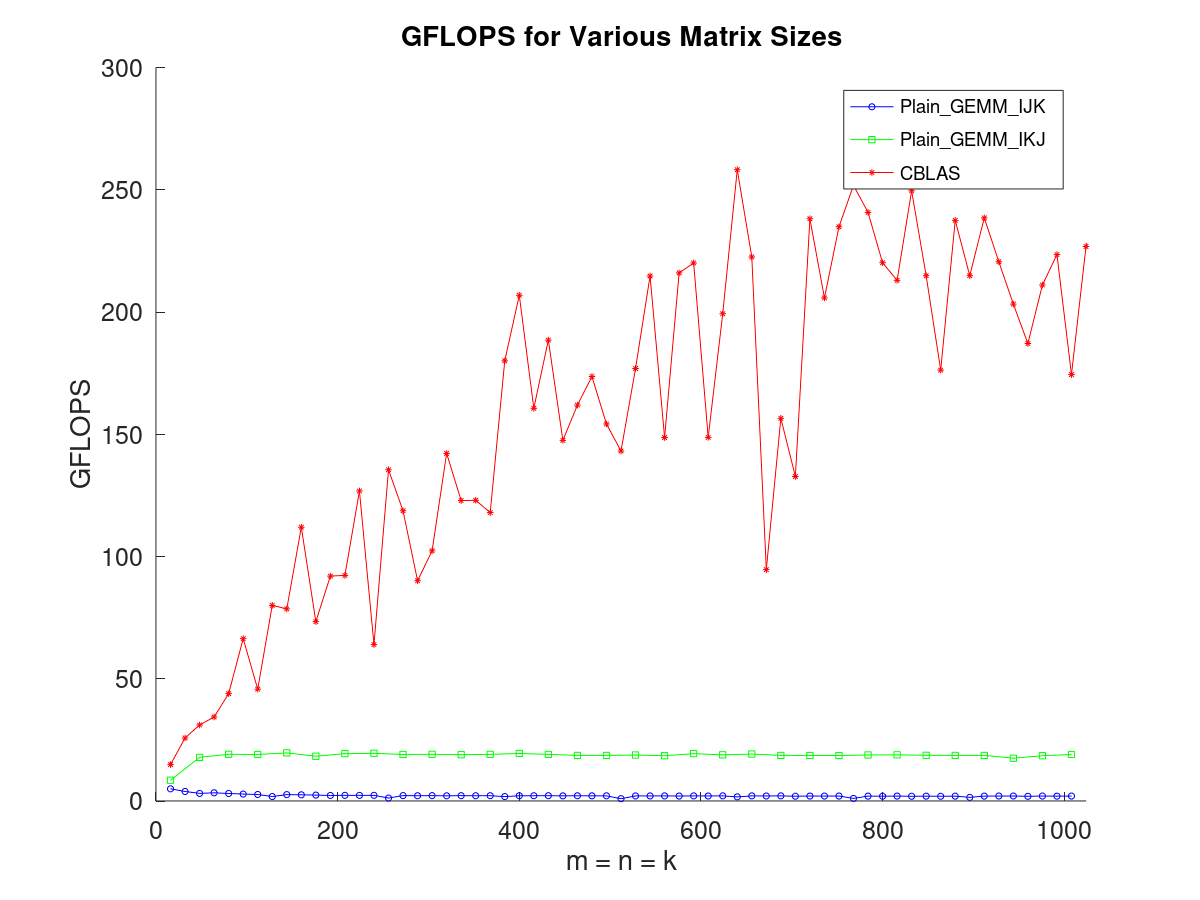 GFLOPS for Various Matrix Sizes
300
250
200
150
100
50
0
GFLOPS
Plain_GEMM_IJK
Plain_GEMM_IKJ
CBLAS
0 200 400 600 800 1000
m = n = k